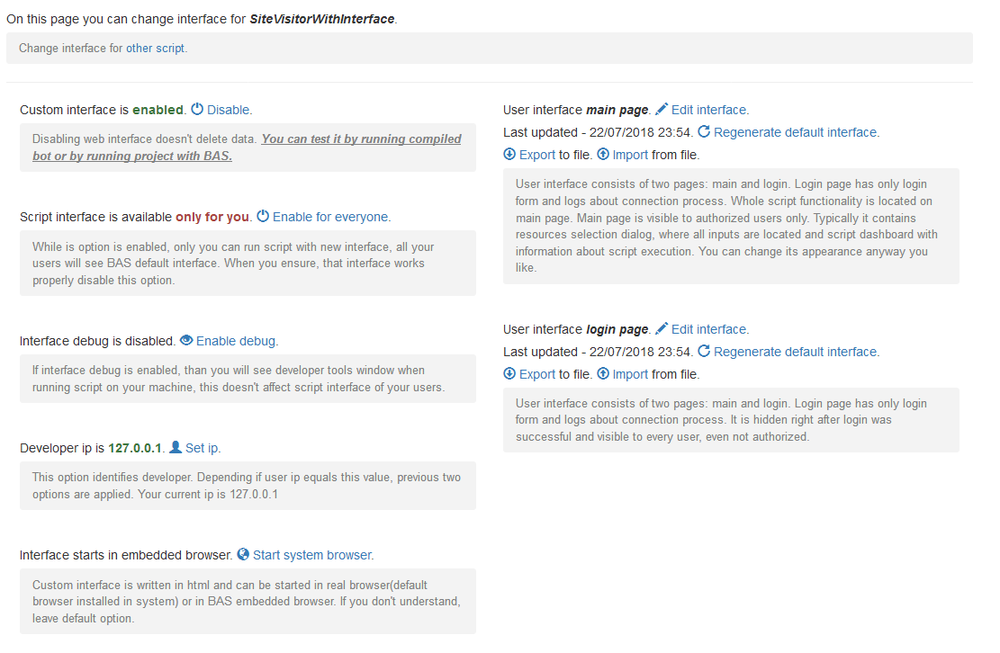 On this page you can change interface for SiteVisitorWithInterface.
Change interface for other script.
Custom interface is enabled. Disable.
Disabling web interface doesn't delete data. You can test it by running compiled
bot or by running project with BAS.
Script interface is available only for you. Enable for everyone.
While is option is enabled, only you can run script with new interface, all your
users will see BAS default interface. When you ensure, that interface works
properly disable this option.
Interface debug is disabled. Enable debug.
If interface debug is enabled, than you will see developer tools window when
running script on your machine, this doesn't affect script interface of your users.
Developer ip is 127.0.0.1. Set ip.
This option identifies developer. Depending if user ip equals this value, previous two
options are applied. Your current ip is 127.0.0.1
Interface starts in embedded browser. Start system browser.
Custom interface is written in html and can be started in real browser(default
browser installed in system) or in BAS embedded browser. If you don't understand,
leave default option.
User interface main page. Edit interface.
Last updated - 22/07/2018 23:54. Regenerate default interface.
Export to file. Import from file.
User interface consists of two pages: main and login. Login page has only login
form and logs about connection process. Whole script functionality is located on
main page. Main page is visible to authorized users only. Typically it contains
resources selection dialog, where all inputs are located and script dashboard with
information about script execution. You can change its appearance anyway you
like.
User interface login page. Edit interface.
Last updated - 22/07/2018 23:54. Regenerate default interface.
Export to file. Import from file.
User interface consists of two pages: main and login. Login page has only login
form and logs about connection process. It is hidden right after login was
successful and visible to every user, even not authorized.